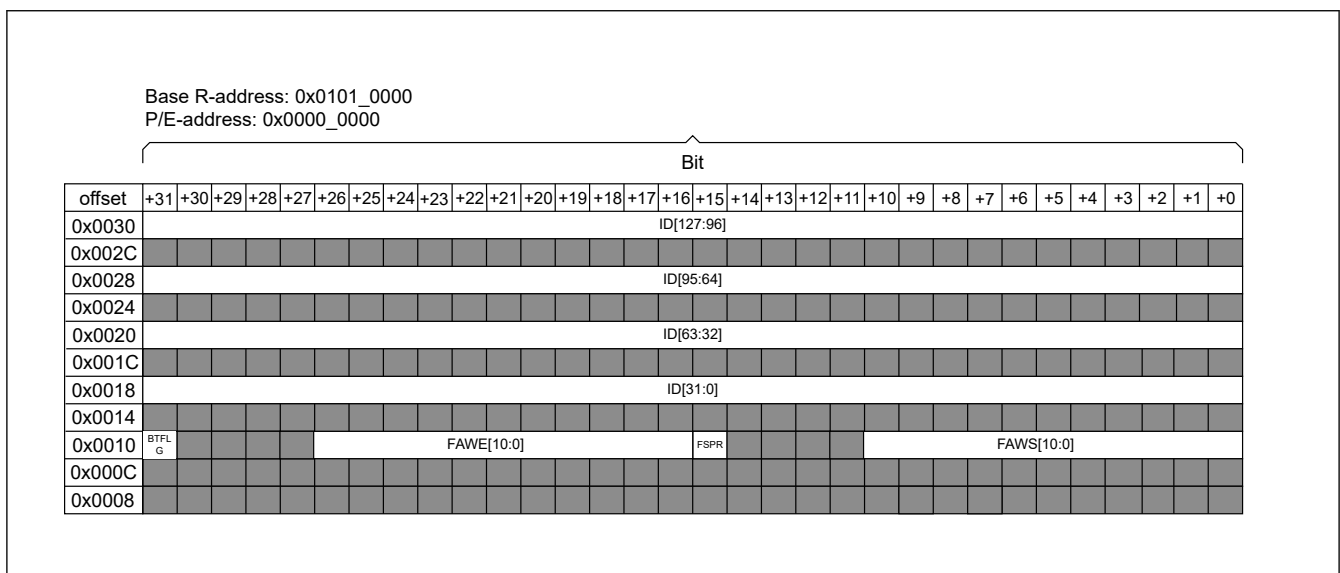 Base R-address: 0x0101_0000
P/E-address: 0x0000_0000
Bit
offset +31 +30 +29 +28 +27 +26 +25 +24 +23 +22 +21 +20 +19 +18 +17 +16 +15 +14 +13 +12 +11 +10 +9 +8 +7 +6 +5 +4 +3 +2 +1 +0
0x0030 ID[127:96]
0x002C
0x0028 ID[95:64]
0x0024
0x0020 ID[63:32]
0x001C
0x0018 ID[31:0]
0x0014
0x0010 BTFL G FAWE[10:0] FSPR FAWS[10:0]
0x000C
0x0008